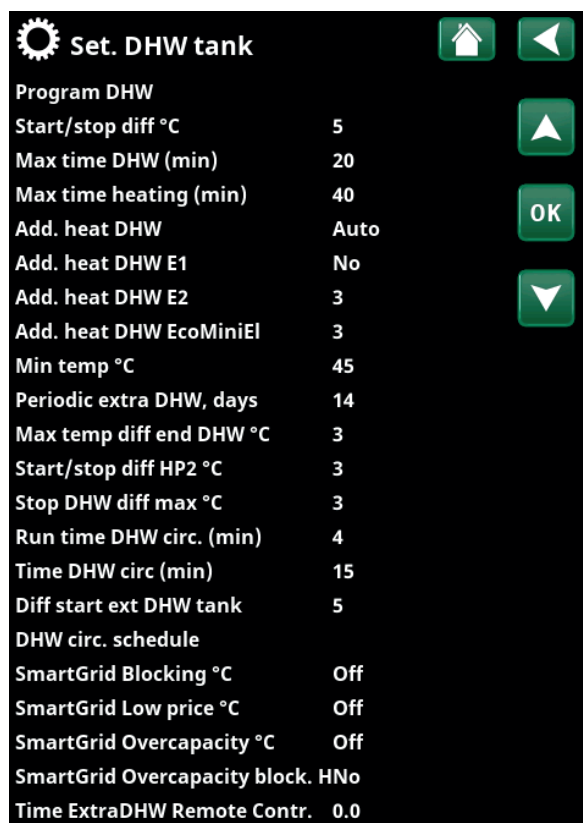 Set. DHW tank
Program DHW
Start/stop diff °C 5
Max time DHW (min) 20
Max time heating (min) 40
OK
Add. heat DHW Auto
Add. heat DHW E1 No
Add. heat DHW E2 3
Add. heat DHW EcoMiniEl 3
Min temp °C 45
Periodic extra DHW, days 14
Max temp diff end DHW °C 3
Start/stop diff HP2 °C 3
Stop DHW diff max °C 3
Run time DHW circ. (min) 4
Time DHW circ (min) 15
Diff start ext DHW tank 5
DHW circ. schedule
SmartGrid Blocking °C Off
SmartGrid Low price °C Off
SmartGrid Overcapacity °C Off
SmartGrid Overcapacity block. HNo
Time ExtraDHW Remote Contr. 0.0